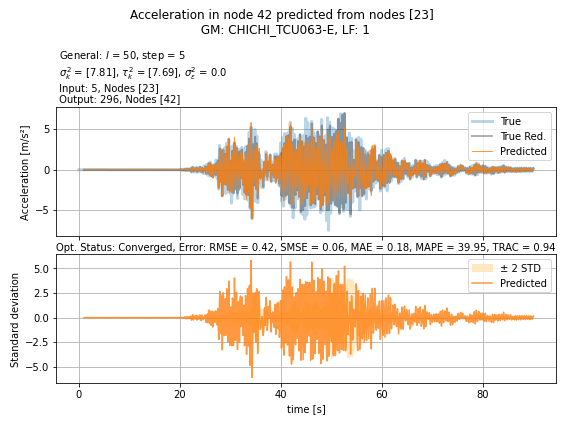 Acceleration in node 42 predicted from nodes [23]
GM: CHICHI_TCU063-E, LF: 1
General: l = 50, step = 5
σ²ₖ = [7.81], τ²ₖ = [7.69], σ²ε = 0.0
Input: 5, Nodes [23]
Output: 296, Nodes [42]
Acceleration [m/s²]
5
0
−5
True
True Red.
Predicted
Opt. Status: Converged, Error: RMSE = 0.42, SMSE = 0.06, MAE = 0.18, MAPE = 39.95, TRAC = 0.94
Standard deviation
5.0
2.5
0.0
−2.5
−5.0
± 2 STD
Predicted
0 20 40 60 80
time [s]